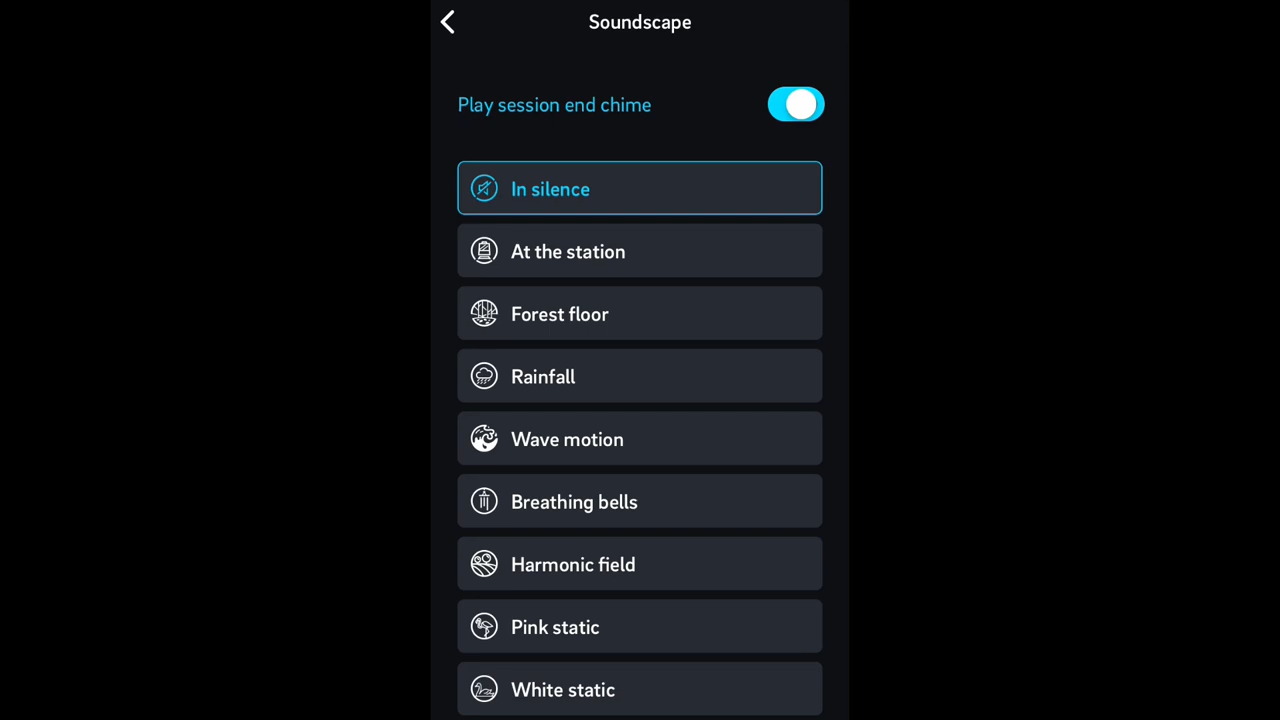 Soundscape
Play session end chime
In silence
At the station
Forest floor
Rainfall
Wave motion
Breathing bells
Harmonic field
Pink static
White static